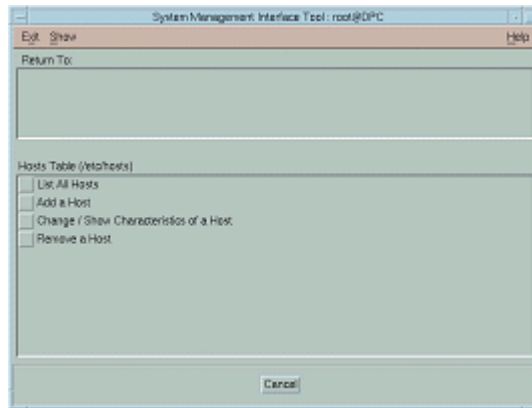 System Management Interface Tool : root@DPC
Exit Show Help
Return To:
Hosts Table (/etc/hosts)
List All Hosts
Add a Host
Change / Show Characteristics of a Host
Remove a Host
Cancel